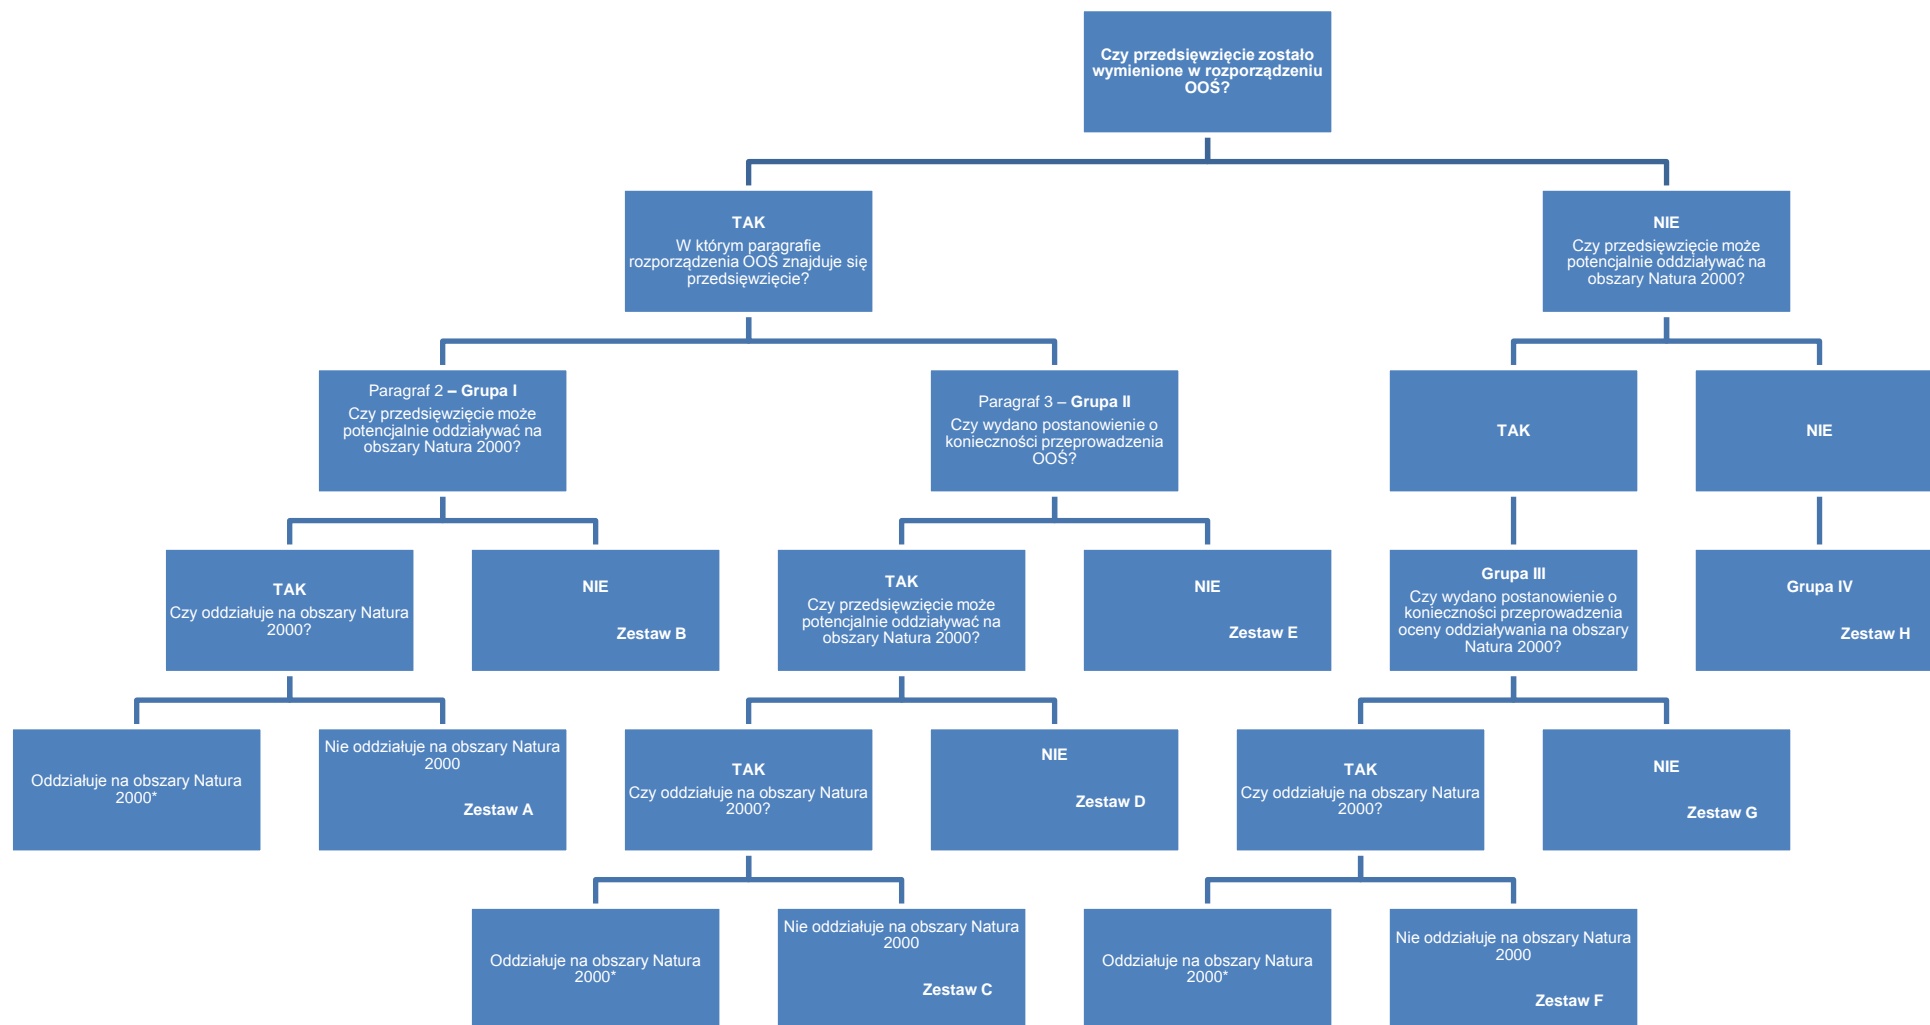 Czy przedsięwzięcie zostało
wymienione w rozporządzeniu
OOŚ?
TAK
W którym paragrafie
rozporządzenia OOŚ znajduje się
przedsięwzięcie?
NIE
Czy przedsięwzięcie może
potencjalnie oddziaływać na
obszary Natura 2000?
Paragraf 2 – Grupa I
Czy przedsięwzięcie może
potencjalnie oddziaływać na
obszary Natura 2000?
Paragraf 3 – Grupa II
Czy wydano postanowienie o
konieczności przeprowadzenia
OOŚ?
TAK
NIE
TAK
Czy oddziałuje na obszary Natura
2000?
NIE
Zestaw B
TAK
Czy przedsięwzięcie może
potencjalnie oddziaływać na
obszary Natura 2000?
NIE
Zestaw E
Grupa III
Czy wydano postanowienie o
konieczności przeprowadzenia
oceny oddziaływania na obszary
Natura 2000?
Grupa IV
Zestaw H
Oddziałuje na obszary Natura
2000*
Nie oddziałuje na obszary Natura
2000
Zestaw A
TAK
Czy oddziałuje na obszary Natura
2000?
NIE
Zestaw D
TAK
Czy oddziałuje na obszary Natura
2000?
NIE
Zestaw G
Oddziałuje na obszary Natura
2000*
Nie oddziałuje na obszary Natura
2000
Zestaw C
Oddziałuje na obszary Natura
2000*
Nie oddziałuje na obszary Natura
2000
Zestaw F